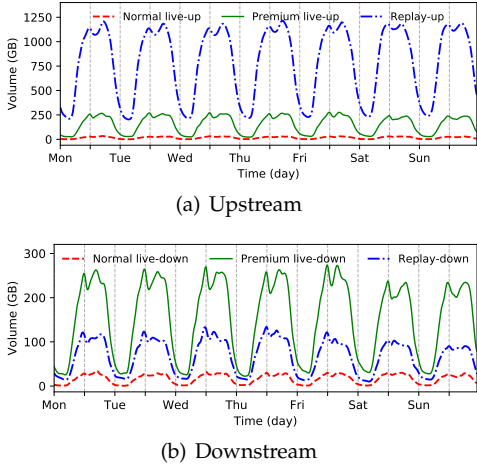 Normal live-up Premium live-up Replay-up
1250
1000
750
500
250
0
Volume (GB)
Mon Tue Wed Thu Fri Sat Sun
Time (day)
(a) Upstream
Normal live-down Premium live-down Replay-down
300
200
100
0
Volume (GB)
Mon Tue Wed Thu Fri Sat Sun
Time (day)
(b) Downstream